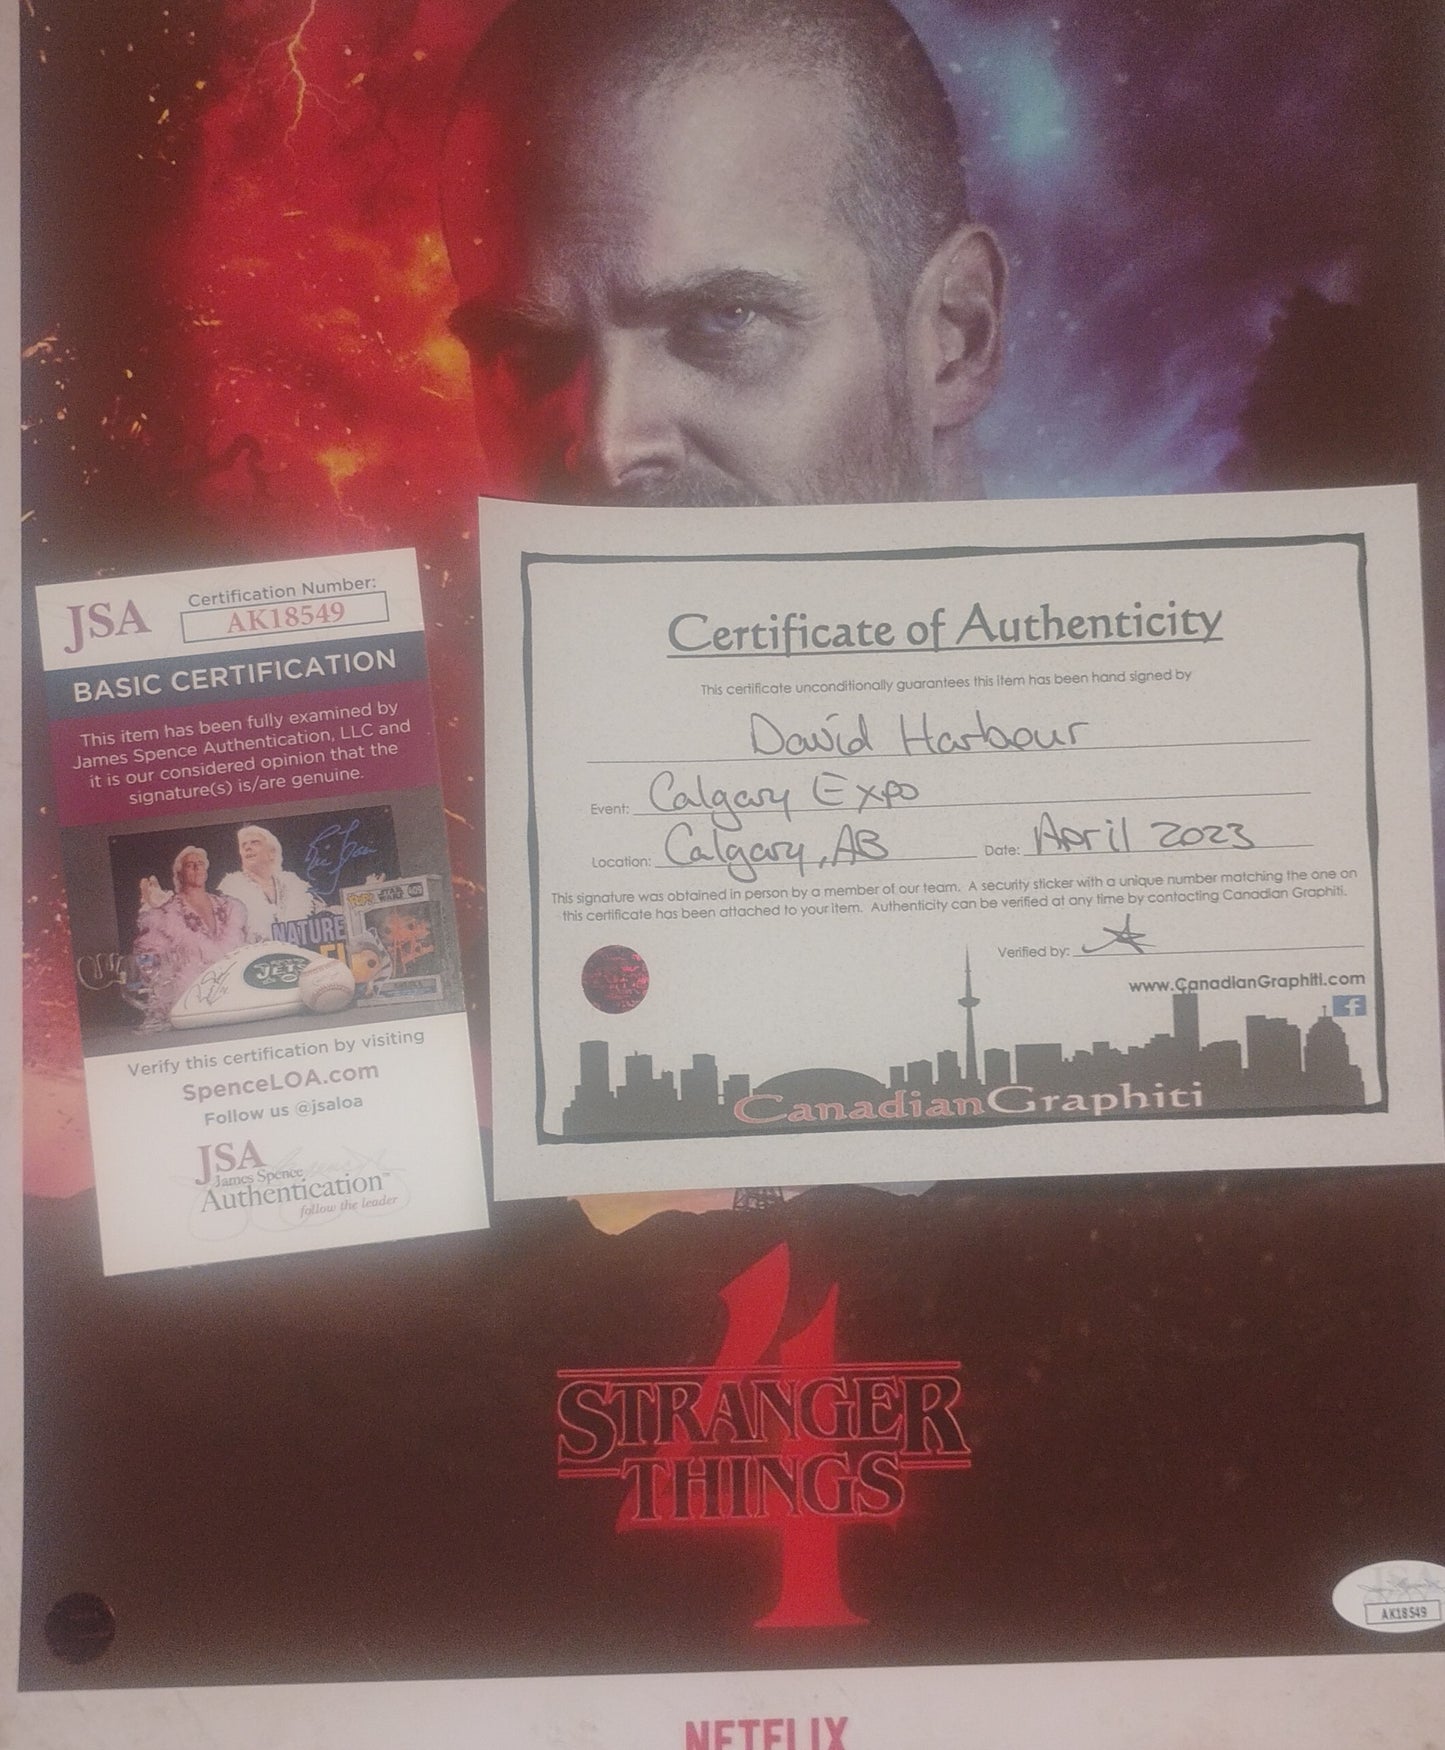 JSA
Certification Number:
AK18549
BASIC CERTIFICATION
This item has been fully examined by
James Spence Authentication, LLC and
it is our considered opinion that the
signature(s) is/are genuine.
NATURE
JETS
Verify this certification by visiting
SpenceLOA.com
Follow us @jsaloa
JSA
James Spence
Authentication™
follow the leader
Certificate of Authenticity
This certificate unconditionally guarantees this item has been hand signed by
David Harbour
Event: Calgary Expo
Location: Calgary, AB Date: April 2023
This signature was obtained in person by a member of our team. A security sticker with a unique number matching the one on
this certificate has been attached to your item. Authenticity can be verified at any time by contacting Canadian Graphiti.
Verified by:
www.CanadianGraphiti.com
f
CanadianGraphiti
4
STRANGER
THINGS
AK18549
NETFLIX